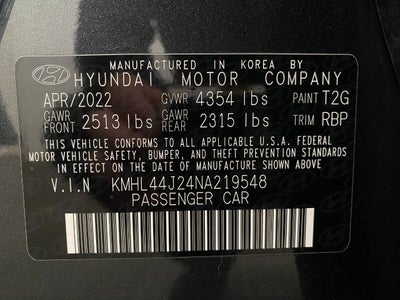 MANUFACTURED IN KOREA BY
HYUNDAI MOTOR COMPANY
APR/2022 GVWR 4354 lbs PAINT T2G
GAWR FRONT 2513 lbs GAWR REAR 2315 lbs TRIM RBP
THIS VEHICLE CONFORMS TO ALL APPLICABLE U.S.A. FEDERAL
MOTOR VEHICLE SAFETY, BUMPER, AND THEFT PREVENTION STANDARDS
IN EFFECT ON THE DATE OF MANUFACTURE SHOWN ABOVE.
V.I.N KMHL44J24NA219548
PASSENGER CAR